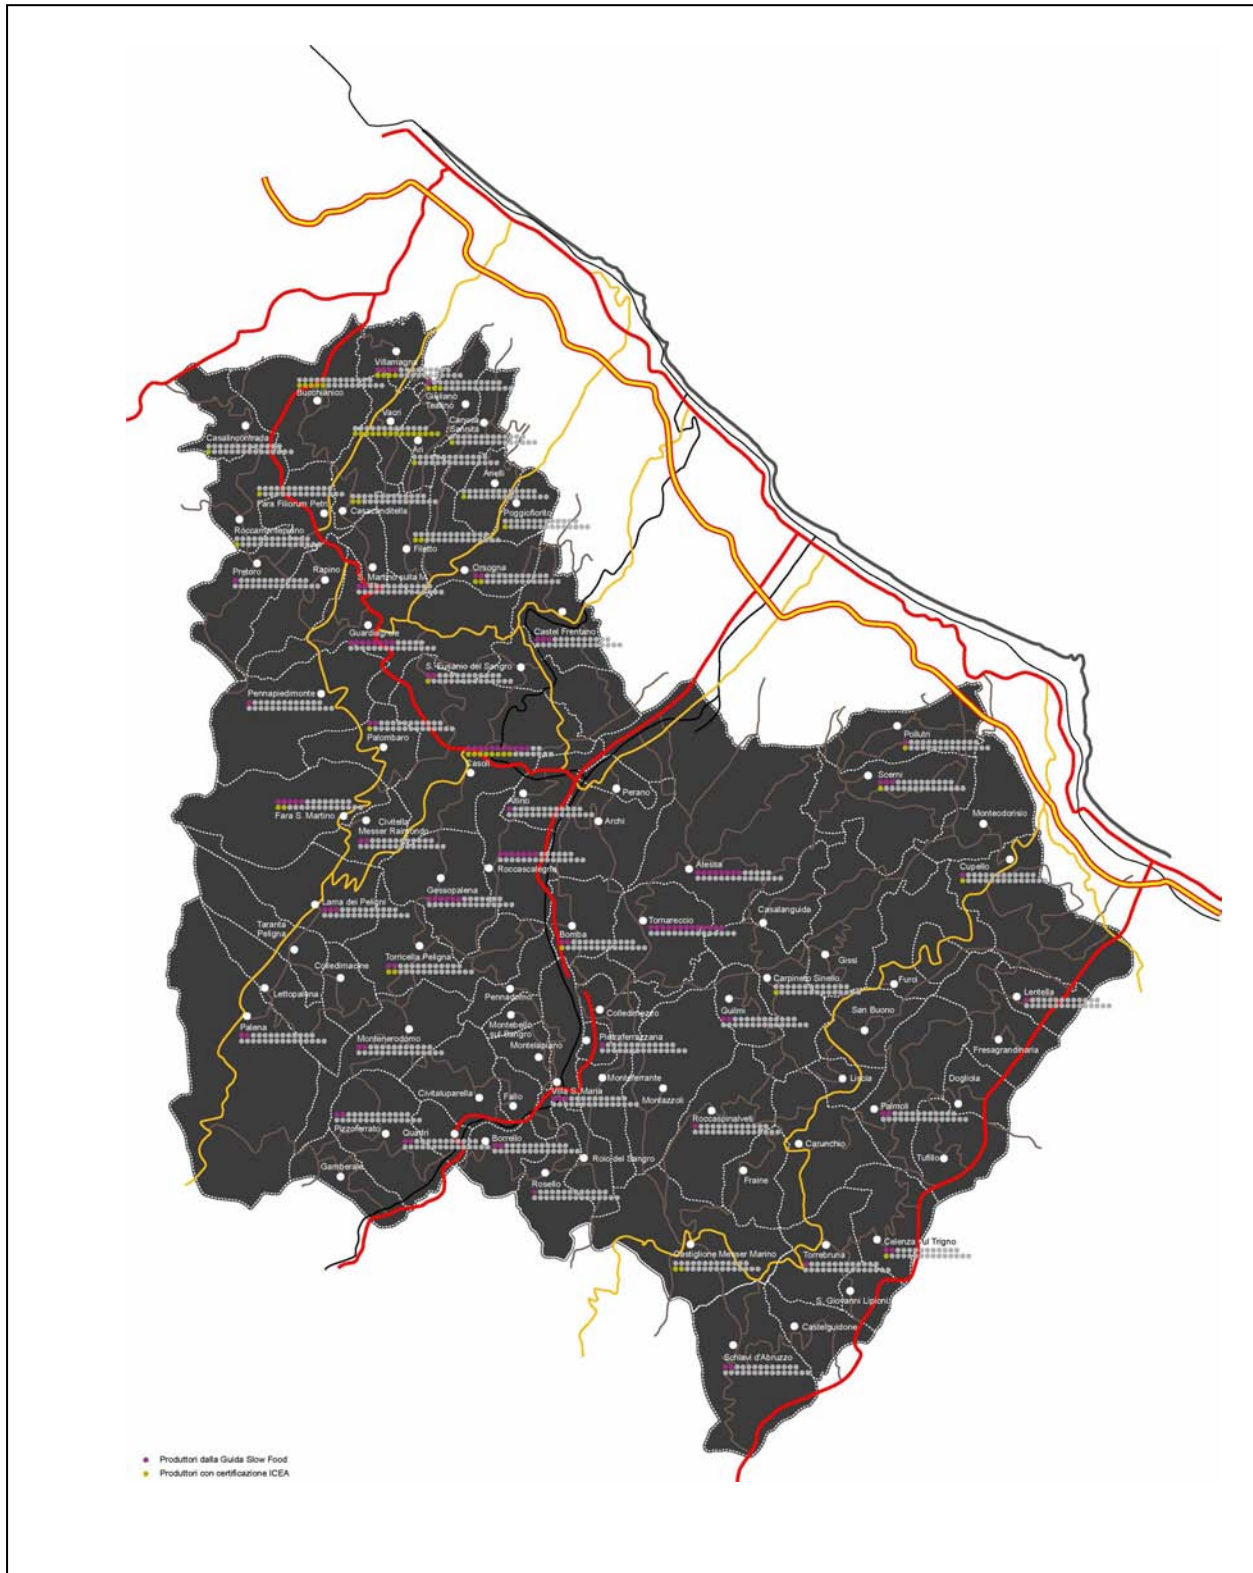 Villamagna
Bucchianico
Giuliano
Teatino
Vacri
Canosa
Sannita
Casalincontrada
Ari
Arielli
Fara Filiorum Petri
Casacanditella
Poggiofiorito
Roccamontepiano
Filetto
Pretoro
Rapino
S. Martino sulla M.
Orsogna
Guardiagrele
Castel Frentano
S. Eusanio del Sangro
Pennapiedimonte
Palombaro
Pollutri
Casoli
Scerni
Altino
Perano
Fara S. Martino
Civitella
Messer Raimondo
Archi
Monteodorisio
Roccascalegna
Atessa
Cupello
Gessopalena
Lama dei Peligni
Taranta
Peligna
Tornareccio
Casalanguida
Bomba
Torricella Peligna
Gissi
Colledimacine
Carpineto Sinello
Furci
Lettopalena
Pennadomo
Lentella
Quilmi
Colledimezzo
San Buono
Palena
Montebello
sul Sangro
Montenerodomo
Pietraferrazzana
Fresagrandinaria
Montelapiano
Monteferrante
Liscia
Villa S. Maria
Montazzoli
Dogliola
Civitaluparella
Fallo
Palmoli
Roccaspinalveti
Pizzoferrato
Quadri
Borrello
Carunchio
Roio del Sangro
Tufillo
Gamberale
Rosello
Fraine
Celenza sul Trigno
Castiglione Messer Marino
Torrebruna
S. Giovanni Lipioni
Castelguidone
Schiavi d'Abruzzo
Produttori dalla Guida Slow Food
Produttori con certificazione ICEA